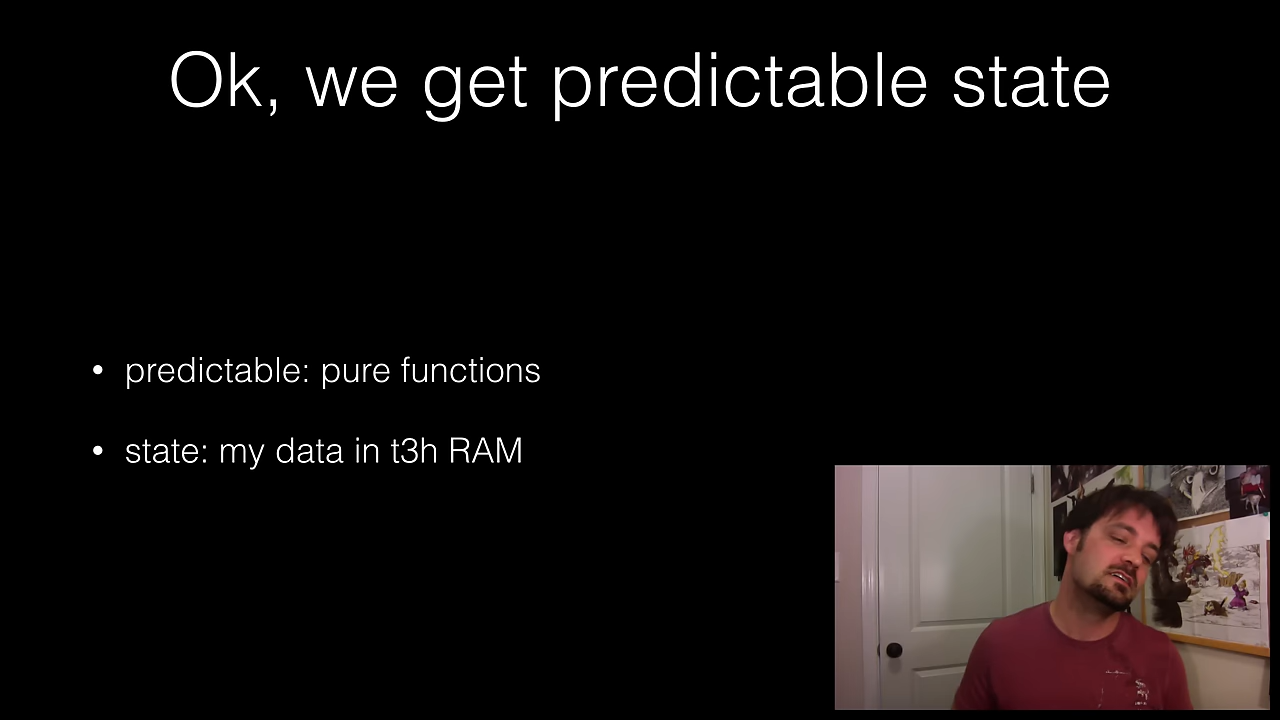 Ok, we get predictable state
• predictable: pure functions
• state: my data in t3h RAM